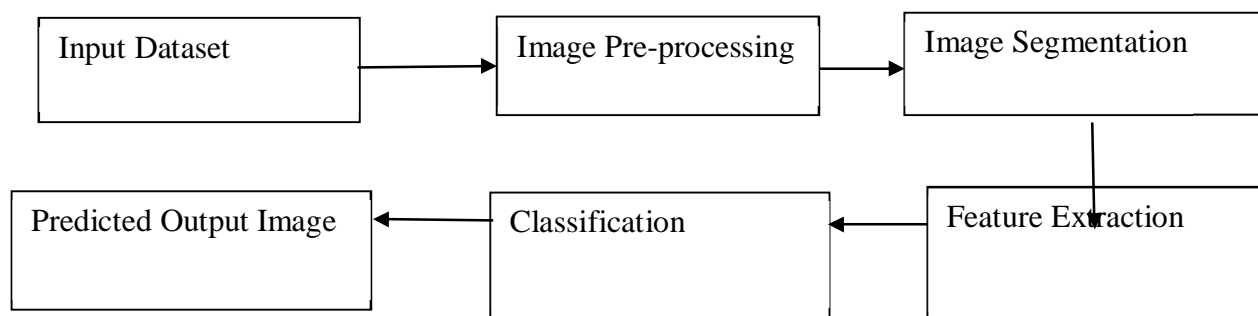 Input Dataset
Image Pre-processing
Image Segmentation
Feature Extraction
Classification
Predicted Output Image